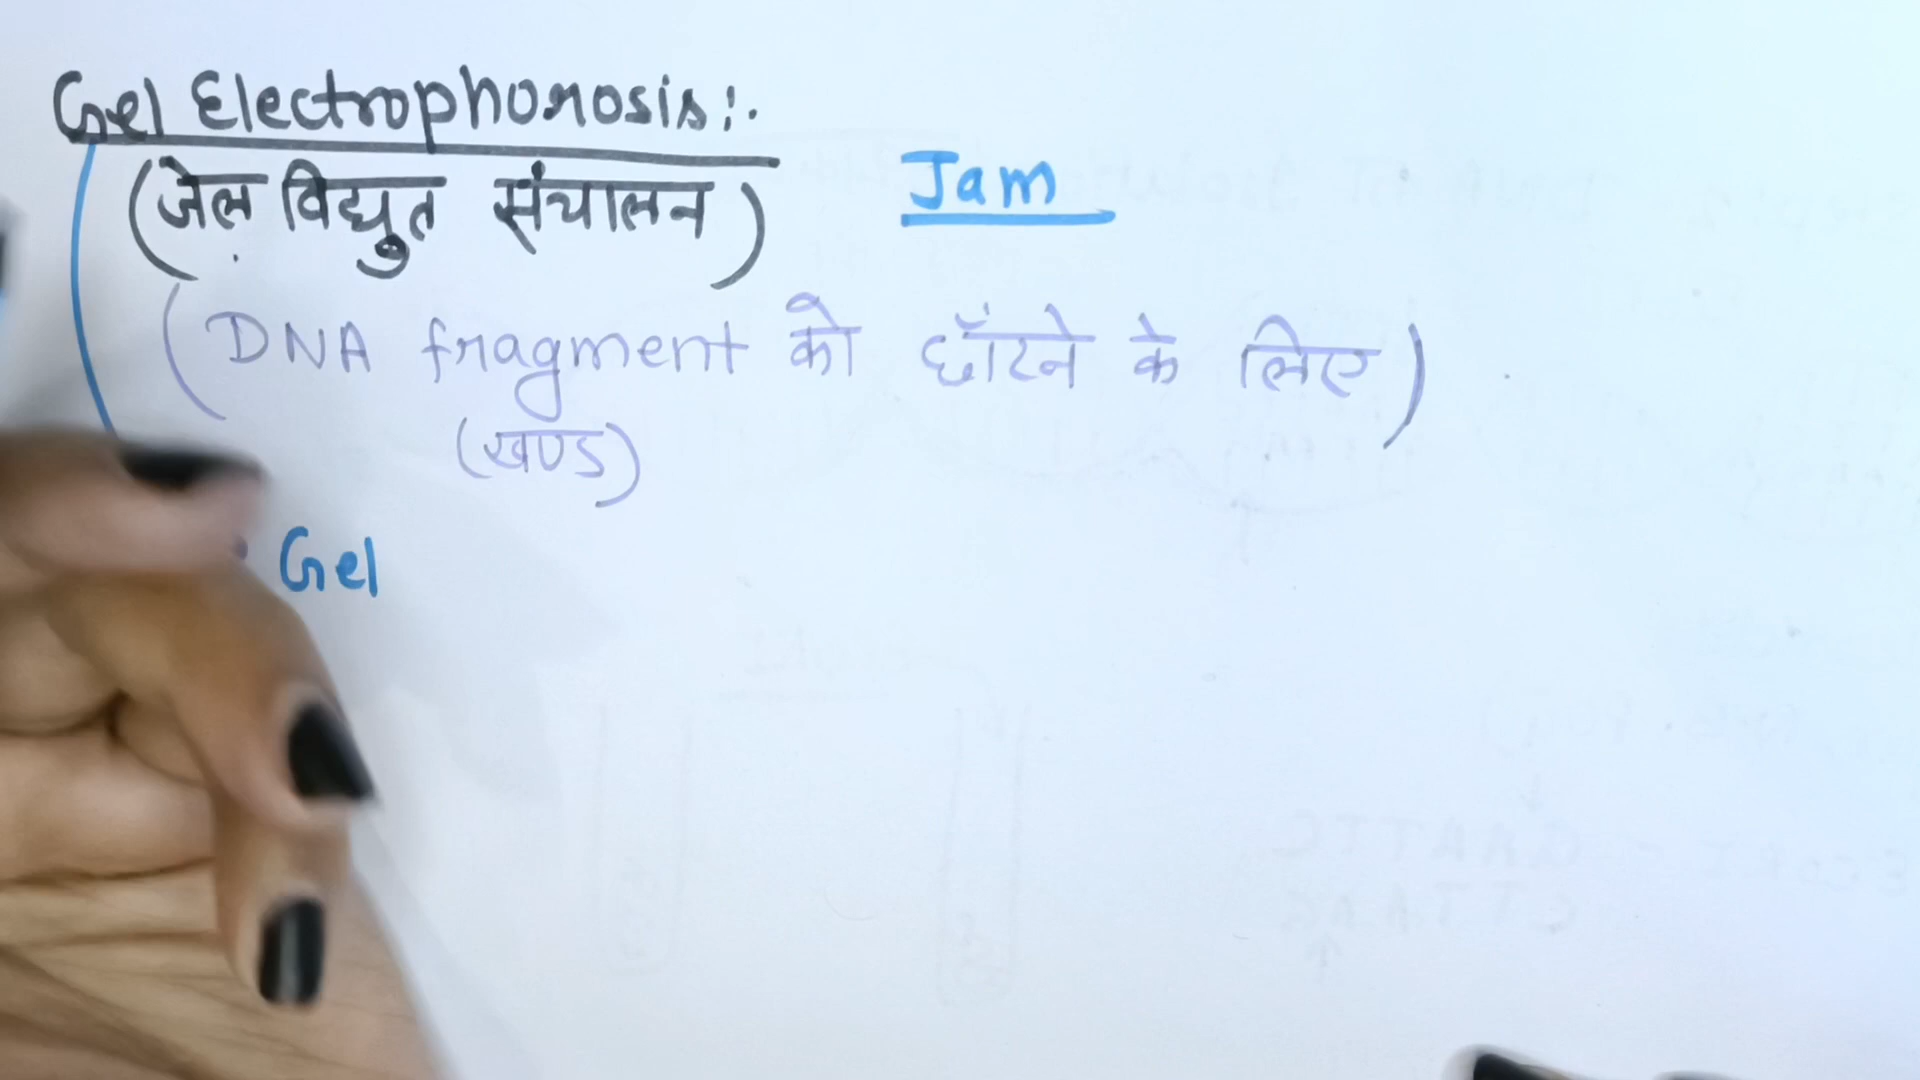 Gel Electrophorosis:.
(जेल विद्युत संचालन)
Jam
(DNA fragment को छाँटने के लिए)
(खण्ड)
Gel